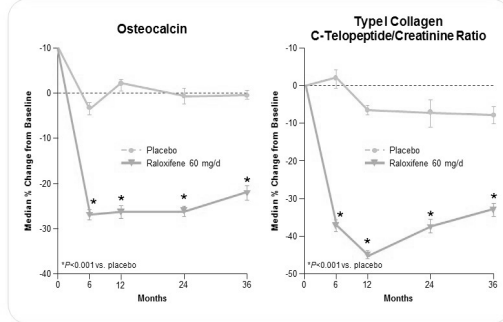 Osteocalcin
Median % Change from Baseline
-10
0
-10
-20
-30
-40
Placebo
Raloxifene 60 mg/d
*
*
*
*
*P<0.001 vs. placebo
0
6
12
24
36
Months
Type I Collagen
C-Telopeptide/Creatinine Ratio
Median % Change from Baseline
-10
0
-10
-20
-30
-40
-50
Placebo
Raloxifene 60 mg/d
*
*
*
*
*P<0.001 vs. placebo
0
6
12
24
36
Months